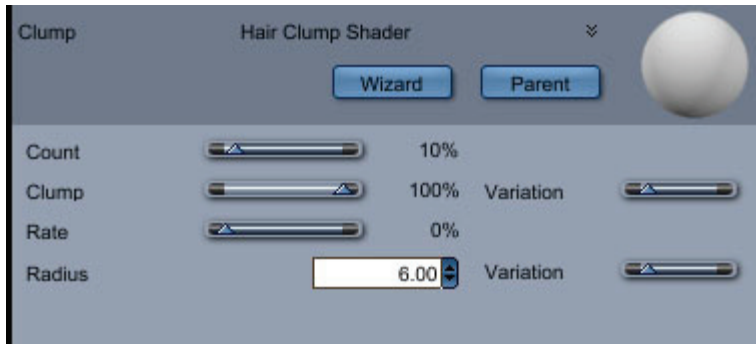 Clump Hair Clump Shader
Wizard Parent
Count 10%
Clump 100% Variation
Rate 0%
Radius 6.00 Variation